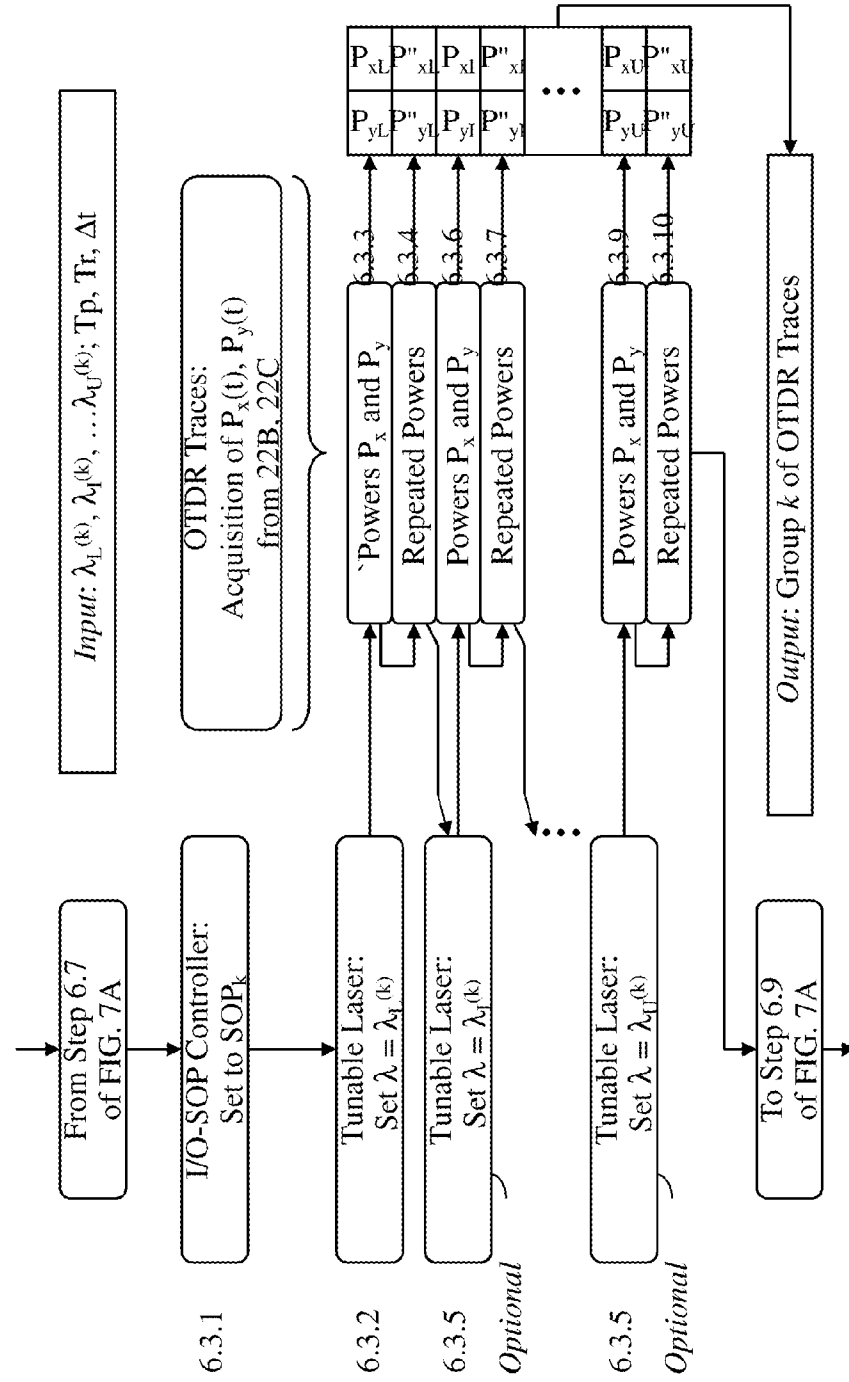 From Step 6.7
of FIG. 7A
Input: λ_L^(k), λ_I^(k), …λ_U^(k); Tp, Tr, Δt
6.3.1
I/O-SOP Controller:
Set to SOP_k
OTDR Traces:
Acquisition of P_x(t), P_y(t)
from 22B, 22C
6.3.2
Tunable Laser:
Set λ = λ_L^(k)
`Powers P_x and P_y
6.3.3
P_yL P_xL
Repeated Powers
6.3.4
P"_yL P"_xL
6.3.5
Optional
Tunable Laser:
Set λ = λ_I^(k)
Powers P_x and P_y
6.3.6
P_yI P_xI
Repeated Powers
6.3.7
P"_yI P"_xI
•••
•••
6.3.5
Optional
Tunable Laser:
Set λ = λ_U^(k)
Powers P_x and P_y
6.3.9
P_yU P_xU
Repeated Powers
6.3.10
P"_yU P"_xU
To Step 6.9
of FIG. 7A
Output: Group k of OTDR Traces